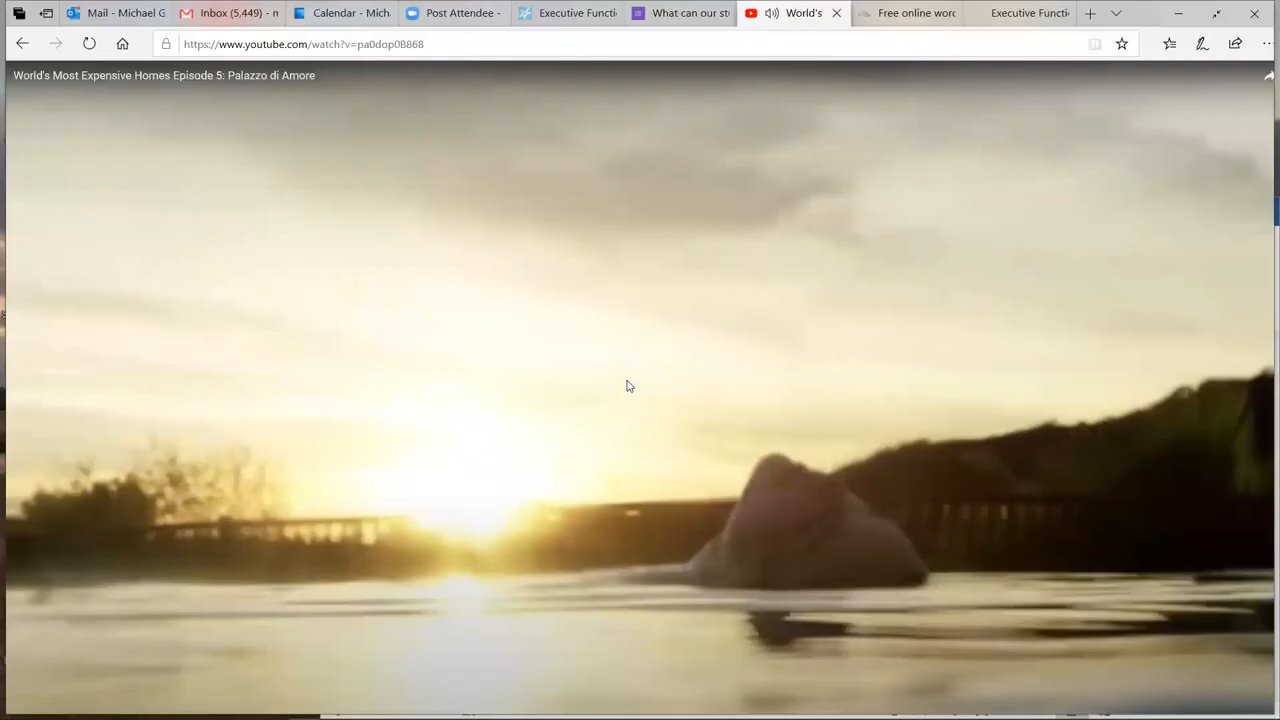 Mail - Michael G
Inbox (5,449) - m
Calendar - Mich
Post Attendee -
Executive Functi
What can our st
World's
Free online word
Executive Functi
https://www.youtube.com/watch?v=pa0dop0B868
World's Most Expensive Homes Episode 5: Palazzo di Amore